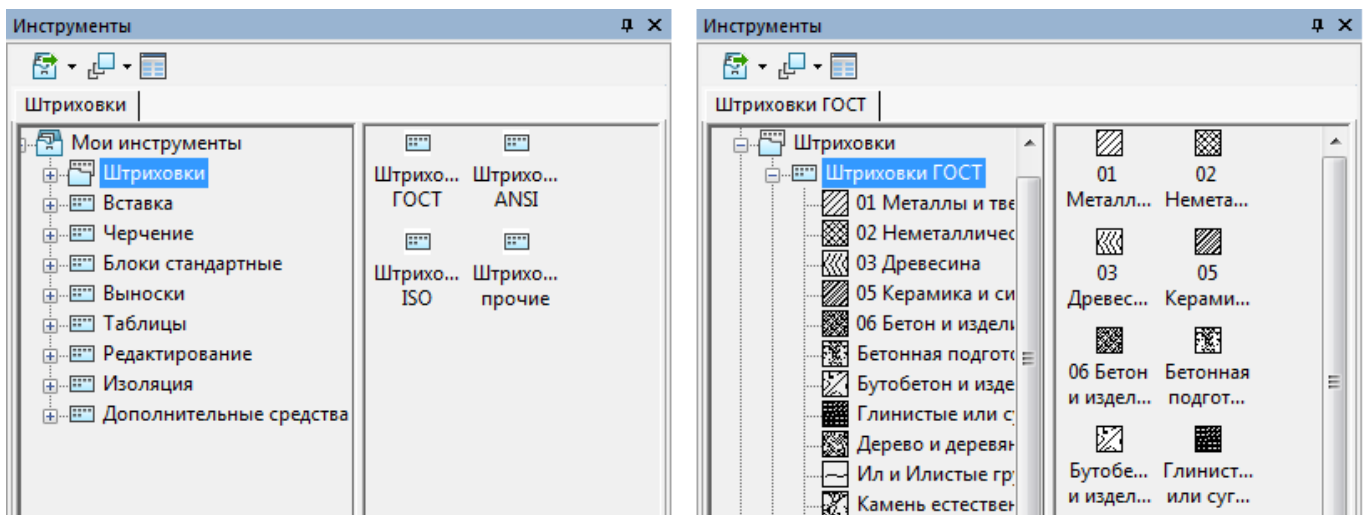 Инструменты
Штриховки
Мои инструменты
Штриховки
Вставка
Черчение
Блоки стандартные
Выноски
Таблицы
Редактирование
Изоляция
Дополнительные средства
Штрихо... Штрихо...
ГОСТ ANSI
Штрихо... Штрихо...
ISO прочие
Инструменты
Штриховки ГОСТ
Штриховки
Штриховки ГОСТ
01 Металлы и тве
02 Неметалличес
03 Древесина
05 Керамика и си
06 Бетон и издели
Бетонная подгото
Бутобетон и изде
Глинистые или су
Дерево и деревян
Ил и Илистые гру
Камень естествен
01 02
Металл... Немета...
03 05
Древес... Керами...
06 Бетон Бетонная
и издел... подгот...
Бутобе... Глинист...
и издел... или суг...